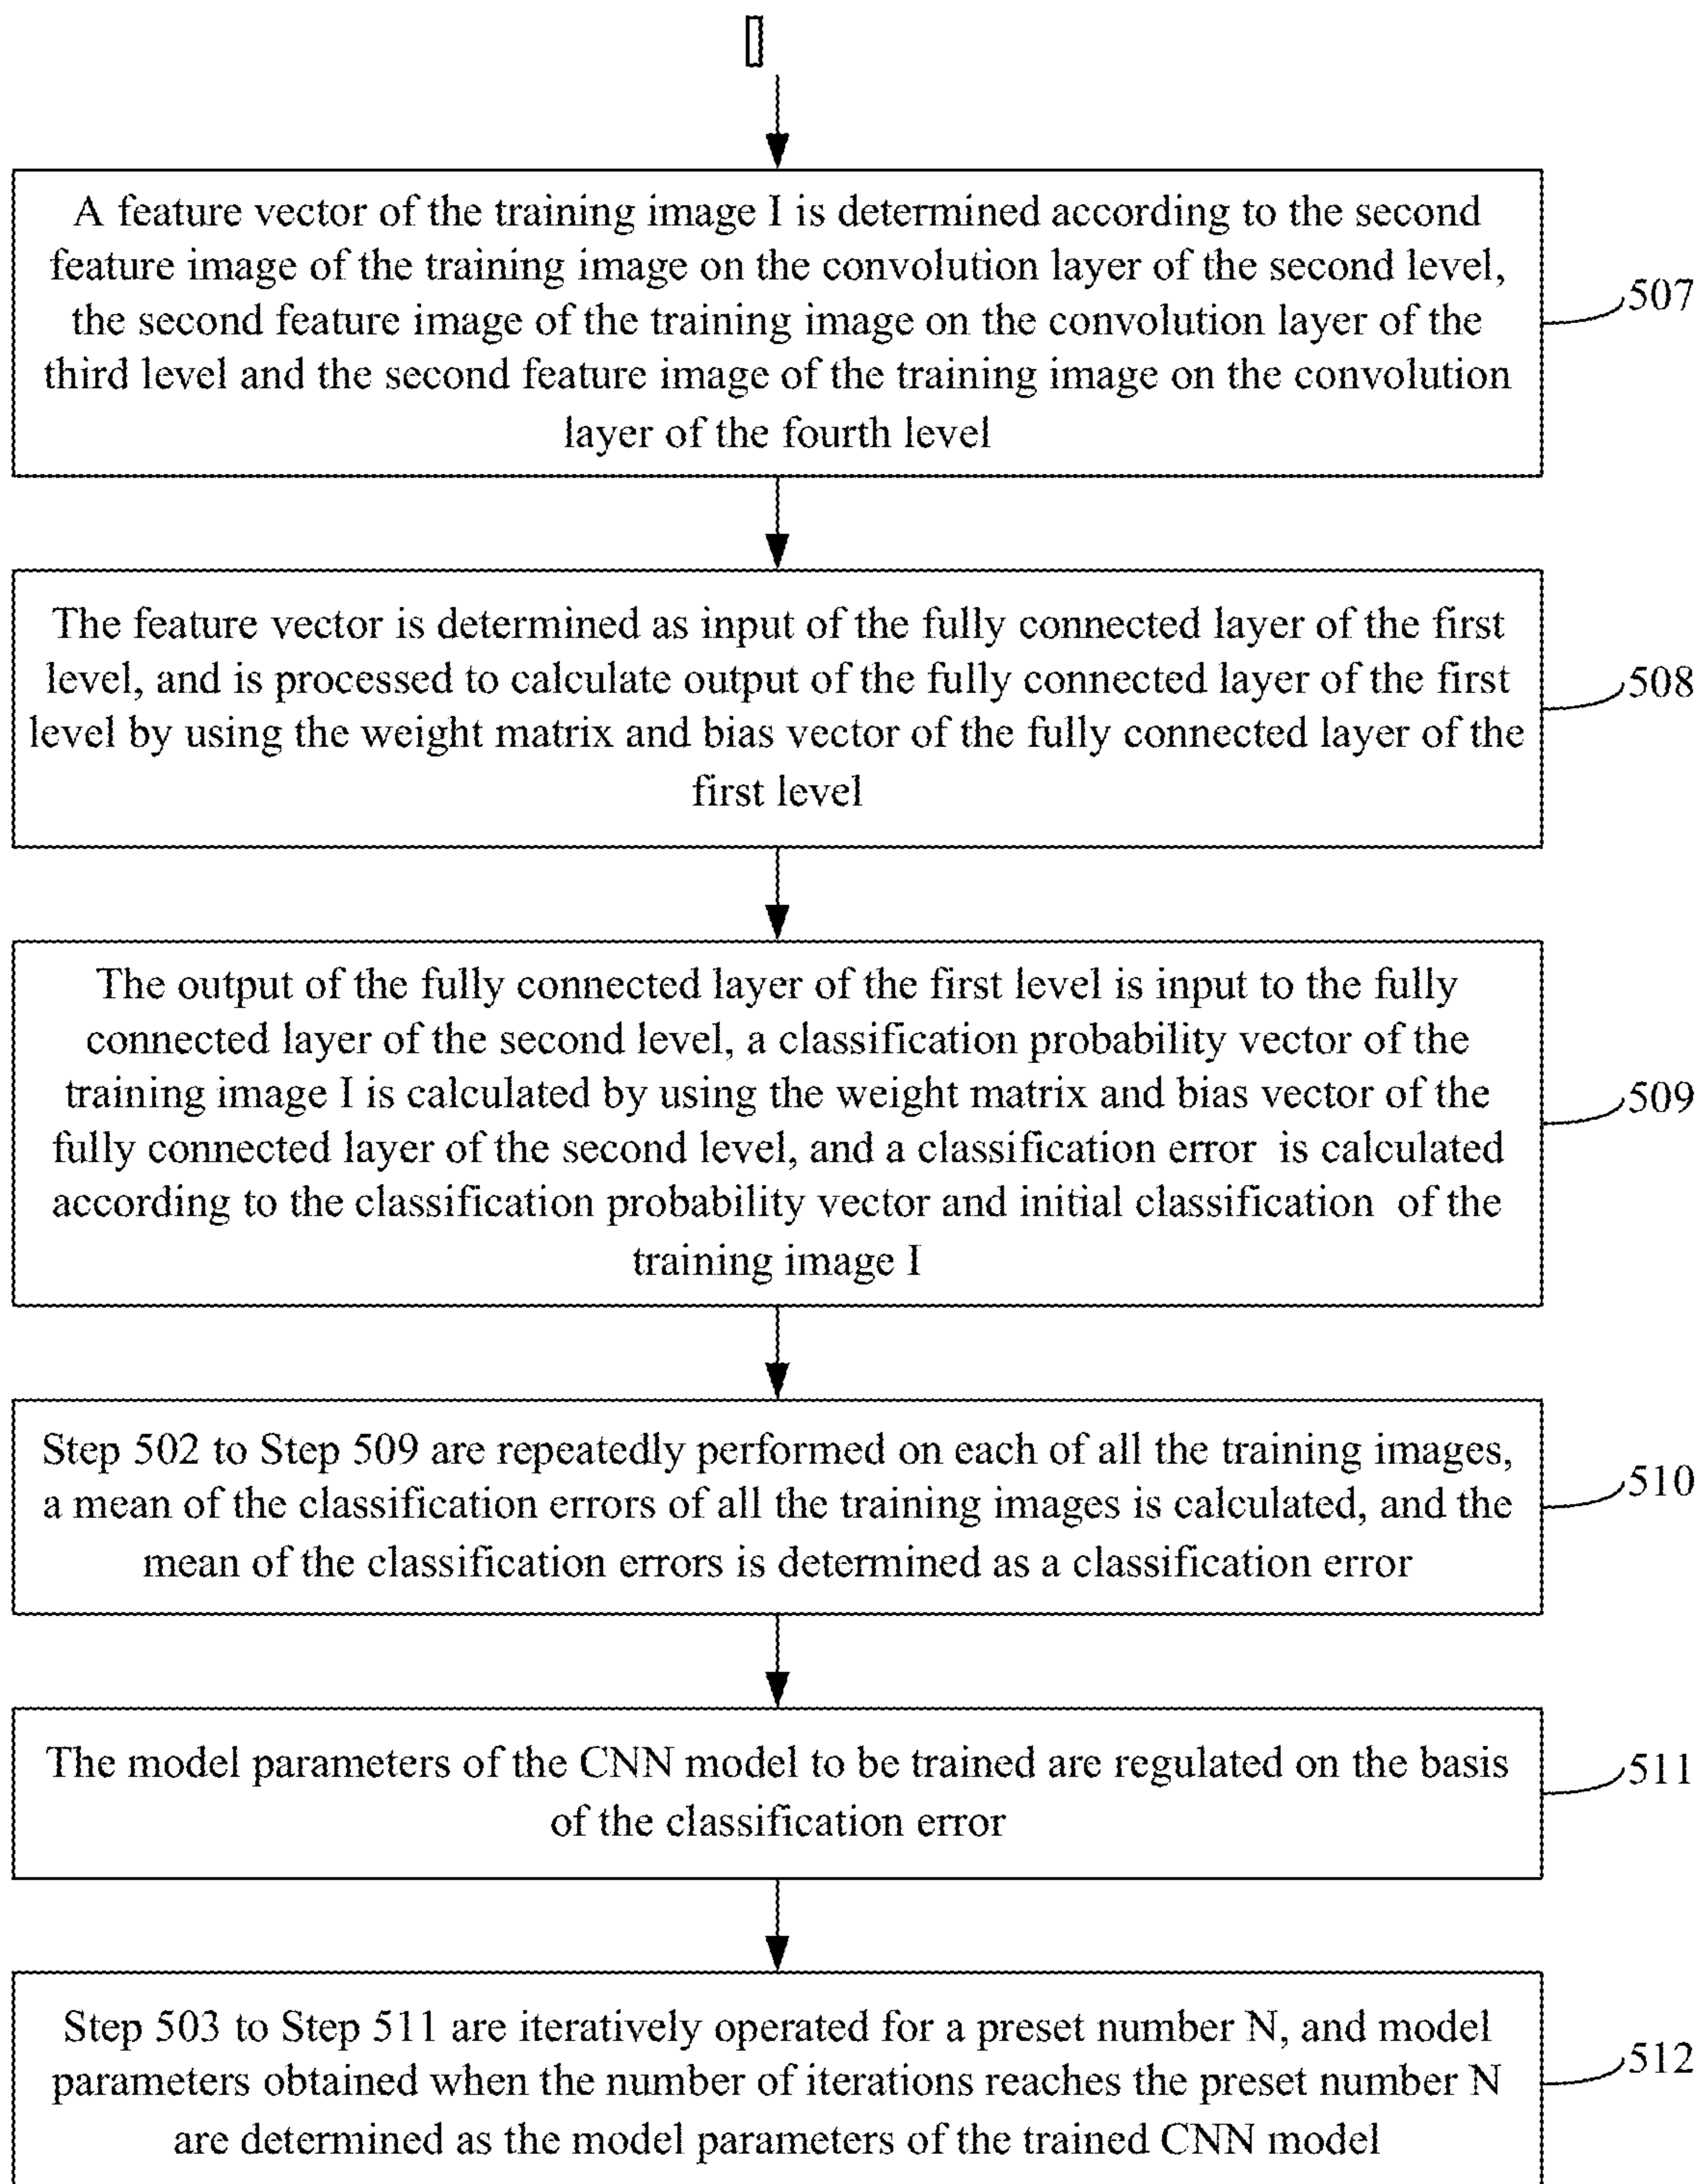 A feature vector of the training image I is determined according to the second
feature image of the training image on the convolution layer of the second level,
the second feature image of the training image on the convolution layer of the
third level and the second feature image of the training image on the convolution
layer of the fourth level
507
The feature vector is determined as input of the fully connected layer of the first
level, and is processed to calculate output of the fully connected layer of the first
level by using the weight matrix and bias vector of the fully connected layer of the
first level
508
The output of the fully connected layer of the first level is input to the fully
connected layer of the second level, a classification probability vector of the
training image I is calculated by using the weight matrix and bias vector of the
fully connected layer of the second level, and a classification error is calculated
according to the classification probability vector and initial classification of the
training image I
509
Step 502 to Step 509 are repeatedly performed on each of all the training images,
a mean of the classification errors of all the training images is calculated, and the
mean of the classification errors is determined as a classification error
510
The model parameters of the CNN model to be trained are regulated on the basis
of the classification error
511
Step 503 to Step 511 are iteratively operated for a preset number N, and model
parameters obtained when the number of iterations reaches the preset number N
are determined as the model parameters of the trained CNN model
512